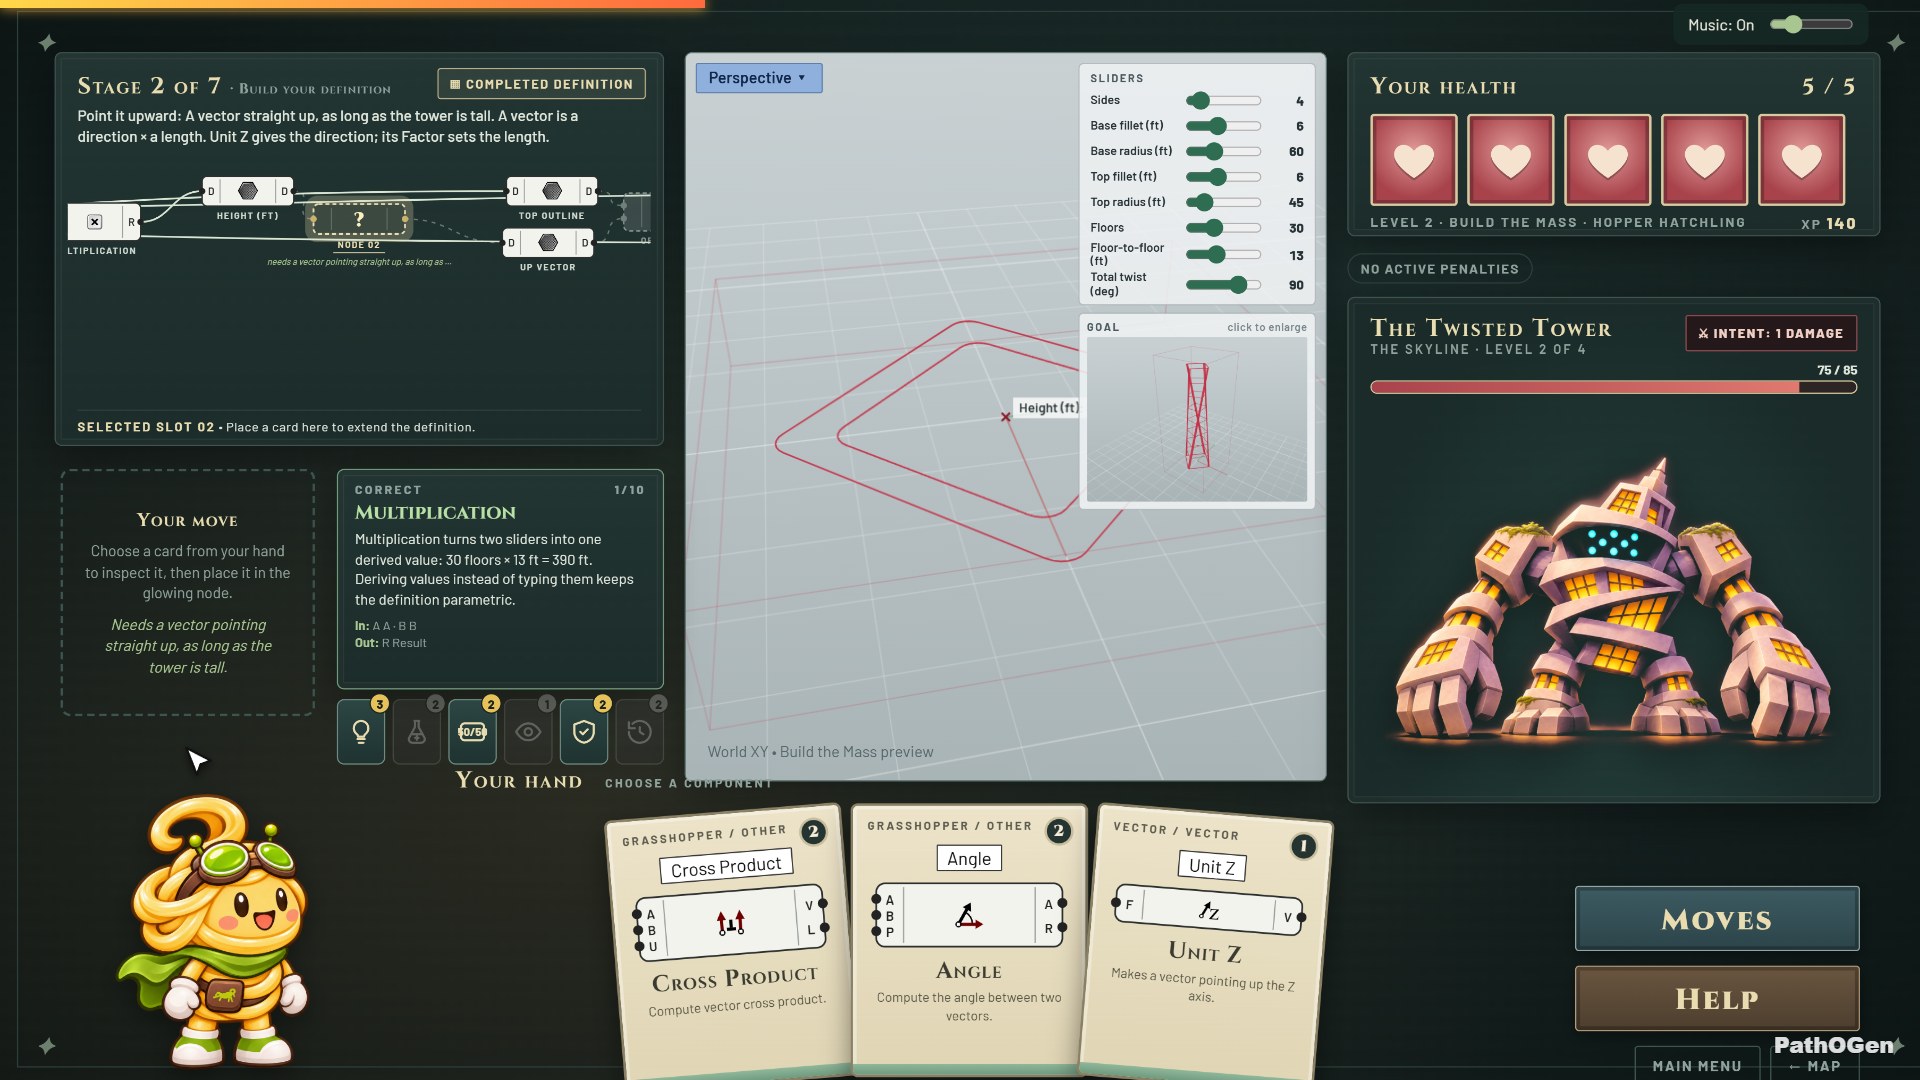 Music: On
STAGE 2 OF 7 · BUILD YOUR DEFINITION
COMPLETED DEFINITION
Point it upward: A vector straight up, as long as the tower is tall. A vector is a
direction × a length. Unit Z gives the direction; its Factor sets the length.
D
D
HEIGHT (FT)
R
LTIPLICATION
?
NODE 02
needs a vector pointing straight up, as long as ...
D
D
TOP OUTLINE
D
D
UP VECTOR
SELECTED SLOT 02 • Place a card here to extend the definition.
YOUR MOVE
Choose a card from your hand
to inspect it, then place it in the
glowing node.
Needs a vector pointing
straight up, as long as the
tower is tall.
CORRECT
1/10
MULTIPLICATION
Multiplication turns two sliders into one
derived value: 30 floors × 13 ft = 390 ft.
Deriving values instead of typing them keeps
the definition parametric.
In: A A · B B
Out: R Result
3
2
2
1
2
2
50/50
YOUR HAND
CHOOSE A COMPONENT
Perspective ▾
SLIDERS
Sides 4
Base fillet (ft) 6
Base radius (ft) 60
Top fillet (ft) 6
Top radius (ft) 45
Floors 30
Floor-to-floor
(ft) 13
Total twist
(deg) 90
GOAL
click to enlarge
Height (ft)
World XY • Build the Mass preview
YOUR HEALTH
5 / 5
LEVEL 2 · BUILD THE MASS · HOPPER HATCHLING
XP 140
NO ACTIVE PENALTIES
THE TWISTED TOWER
THE SKYLINE · LEVEL 2 OF 4
INTENT: 1 DAMAGE
75 / 85
GRASSHOPPER / OTHER
2
Cross Product
A
B
U
V
L
CROSS PRODUCT
Compute vector cross product.
GRASSHOPPER / OTHER
2
Angle
A
B
P
A
R
ANGLE
Compute the angle between two
vectors.
VECTOR / VECTOR
1
Unit Z
F
Z
V
UNIT Z
Makes a vector pointing up the Z
axis.
MOVES
HELP
MAIN MENU
← MAP
PathOGen